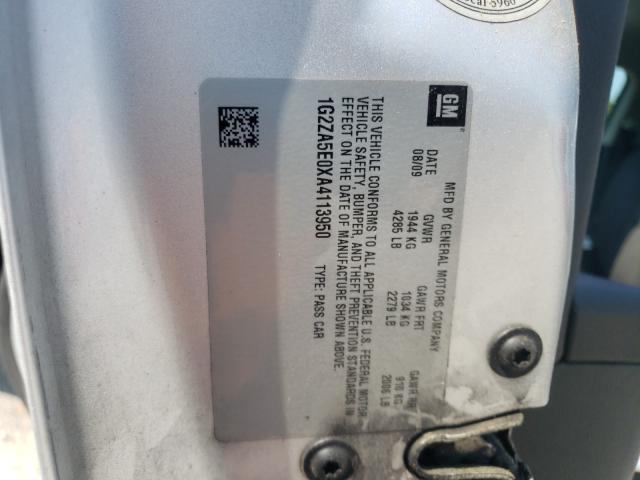 Local 5960
GM
MFD BY GENERAL MOTORS COMPANY
DATE GVWR GAWR FRT GAWR RR
08/09 1944 KG 1034 KG 910 KG
4285 LB 2279 LB 2006 LB
THIS VEHICLE CONFORMS TO ALL APPLICABLE U.S. FEDERAL MOTOR
VEHICLE SAFETY, BUMPER, AND THEFT PREVENTION STANDARDS IN
EFFECT ON THE DATE OF MANUFACTURE SHOWN ABOVE.
1G2ZA5E0XA4113950 TYPE: PASS CAR